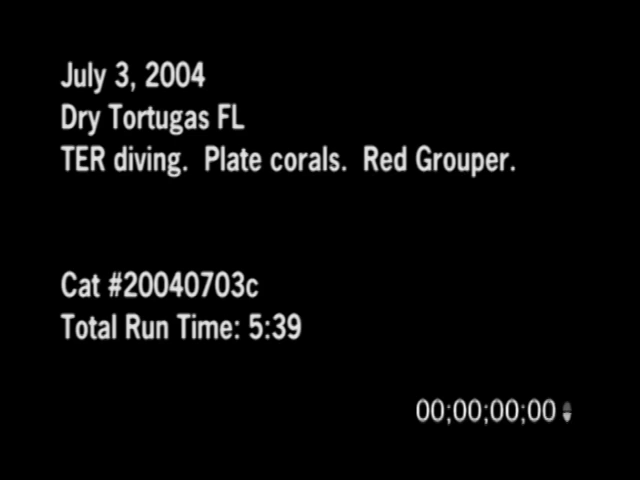 July 3, 2004
Dry Tortugas FL
TER diving.  Plate corals.  Red Grouper.
Cat #20040703c
Total Run Time: 5:39
00;00;00;00